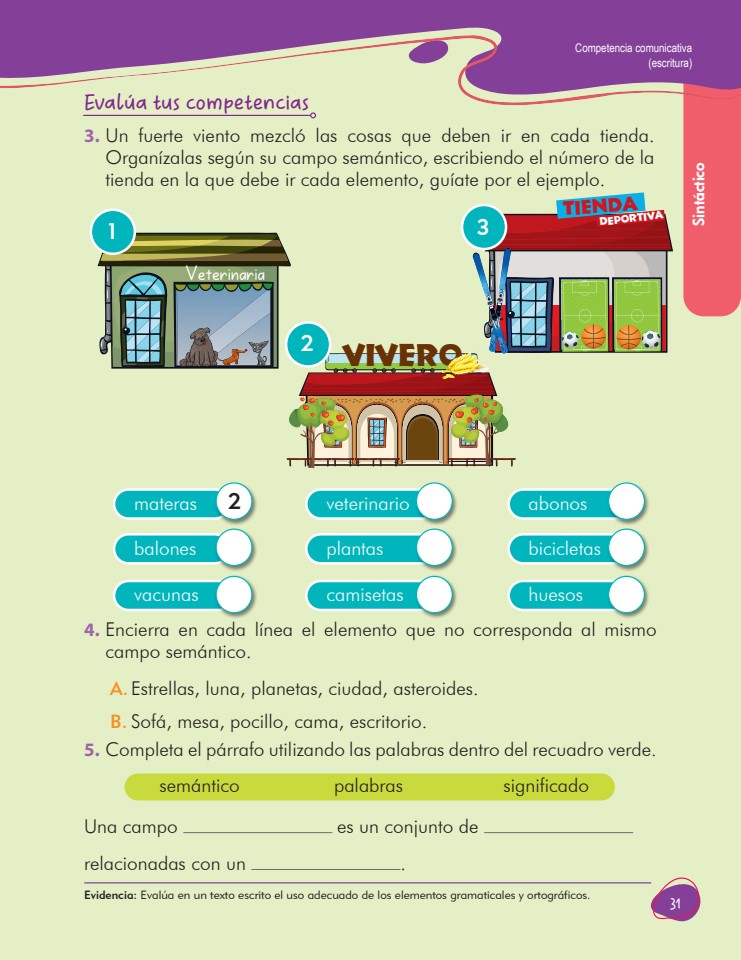 Competencia comunicativa
(escritura)
Sintáctico
Evalúa tus competencias
3. Un fuerte viento mezcló las cosas que deben ir en cada tienda.
Organízalas según su campo semántico, escribiendo el número de la
tienda en la que debe ir cada elemento, guíate por el ejemplo.
1
Veterinaria
2
VIVERO
3
TIENDA
DEPORTIVA
materas 2
veterinario
abonos
balones
plantas
bicicletas
vacunas
camisetas
huesos
4. Encierra en cada línea el elemento que no corresponda al mismo
campo semántico.
A. Estrellas, luna, planetas, ciudad, asteroides.
B. Sofá, mesa, pocillo, cama, escritorio.
5. Completa el párrafo utilizando las palabras dentro del recuadro verde.
semántico palabras significado
Una campo _______________ es un conjunto de _______________
relacionadas con un _______________.
Evidencia: Evalúa en un texto escrito el uso adecuado de los elementos gramaticales y ortográficos.
31